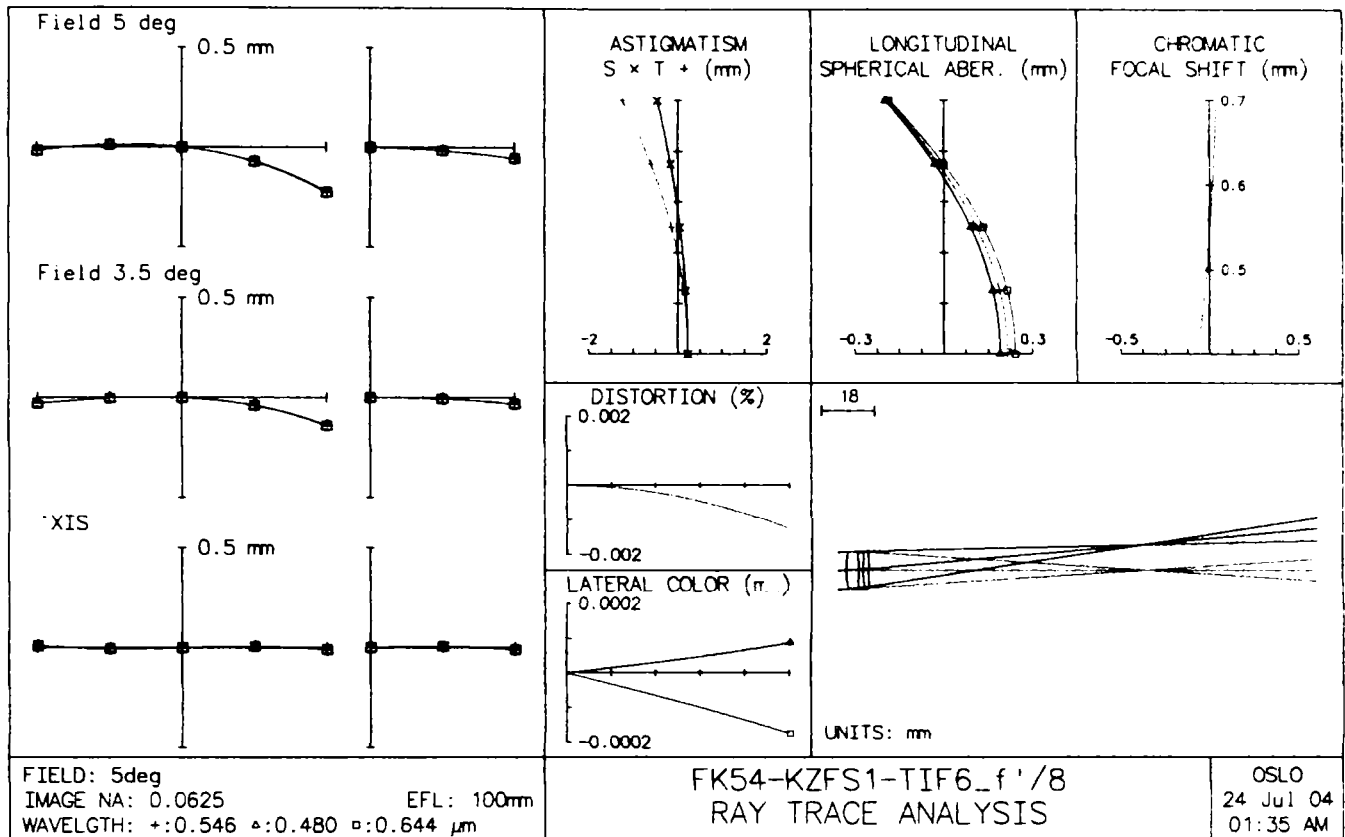 Field 5 deg
0.5 mm
Field 3.5 deg
0.5 mm
XIS
0.5 mm
ASTIGMATISM
S × T + (mm)
-2
2
LONGITUDINAL
SPHERICAL ABER. (mm)
-0.3
0.3
CHROMATIC
FOCAL SHIFT (mm)
0.7
0.6
0.5
-0.5
0.5
DISTORTION (%)
0.002
-0.002
LATERAL COLOR (m )
0.0002
-0.0002
18
UNITS: mm
FIELD: 5deg
IMAGE NA: 0.0625 EFL: 100mm
WAVELGTH: +:0.546 ▵:0.480 ▫:0.644 µm
FK54-KZFS1-TIF6_f'/8
RAY TRACE ANALYSIS
OSLO
24 Jul 04
01:35 AM